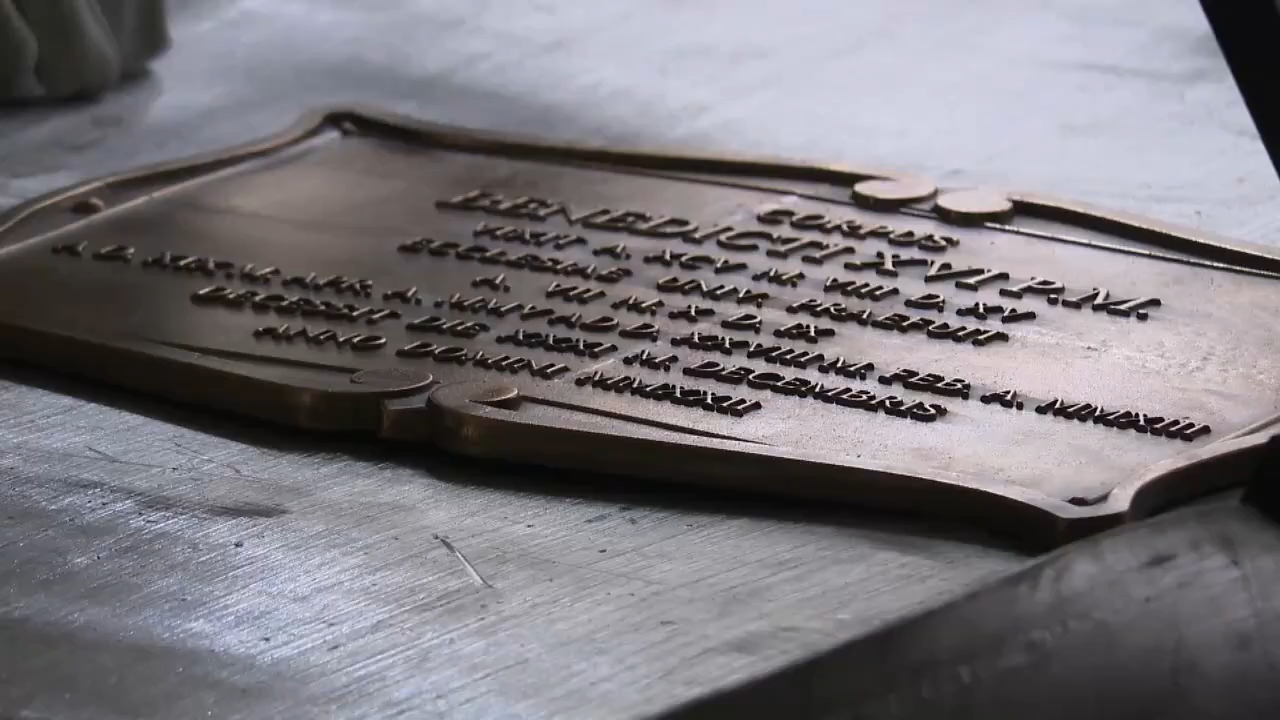 CORPUS
BENEDICTI XVI P.M.
VIXIT A. XCV M. VIII D. XV
ECCLESIAE UNIV. PRAEFUIT
A. VII M. X D. IX
A D. XIX M. APR. A. MMV AD D. XXVIII M. FEB. A. MMXIII
DECESSIT DIE XXXI M. DECEMBRIS
ANNO DOMINI MMXXII